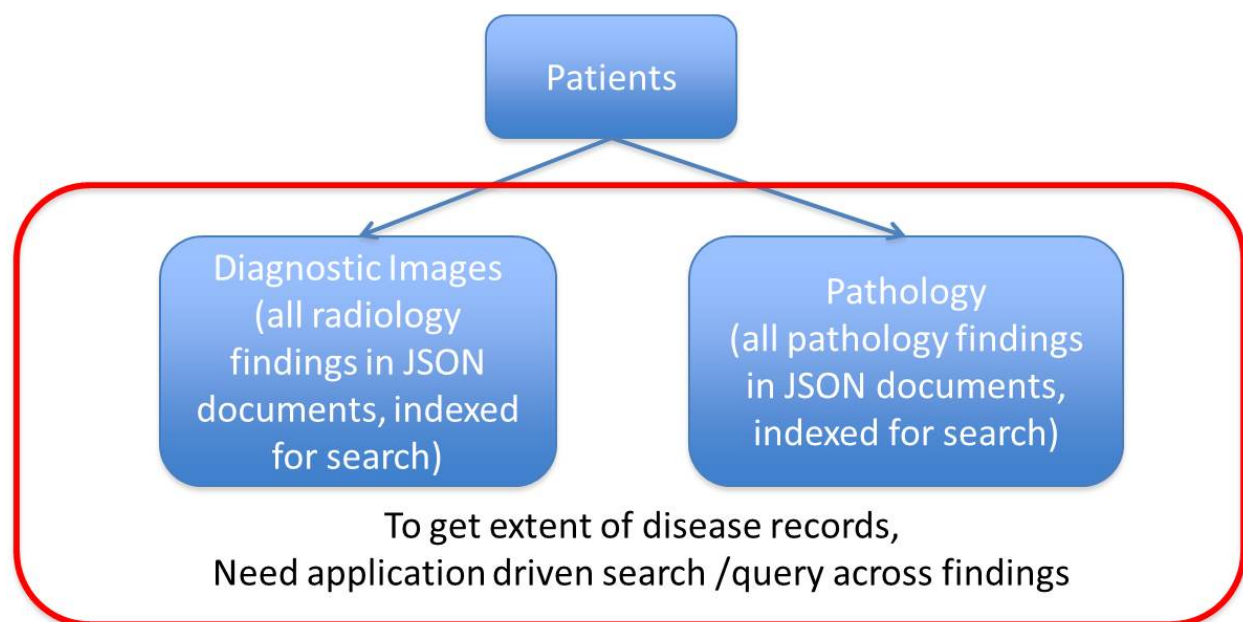 Patients
Diagnostic Images
(all radiology
findings in JSON
documents, indexed
for search)
Pathology
(all pathology findings
in JSON documents,
indexed for search)
To get extent of disease records,
Need application driven search /query across findings